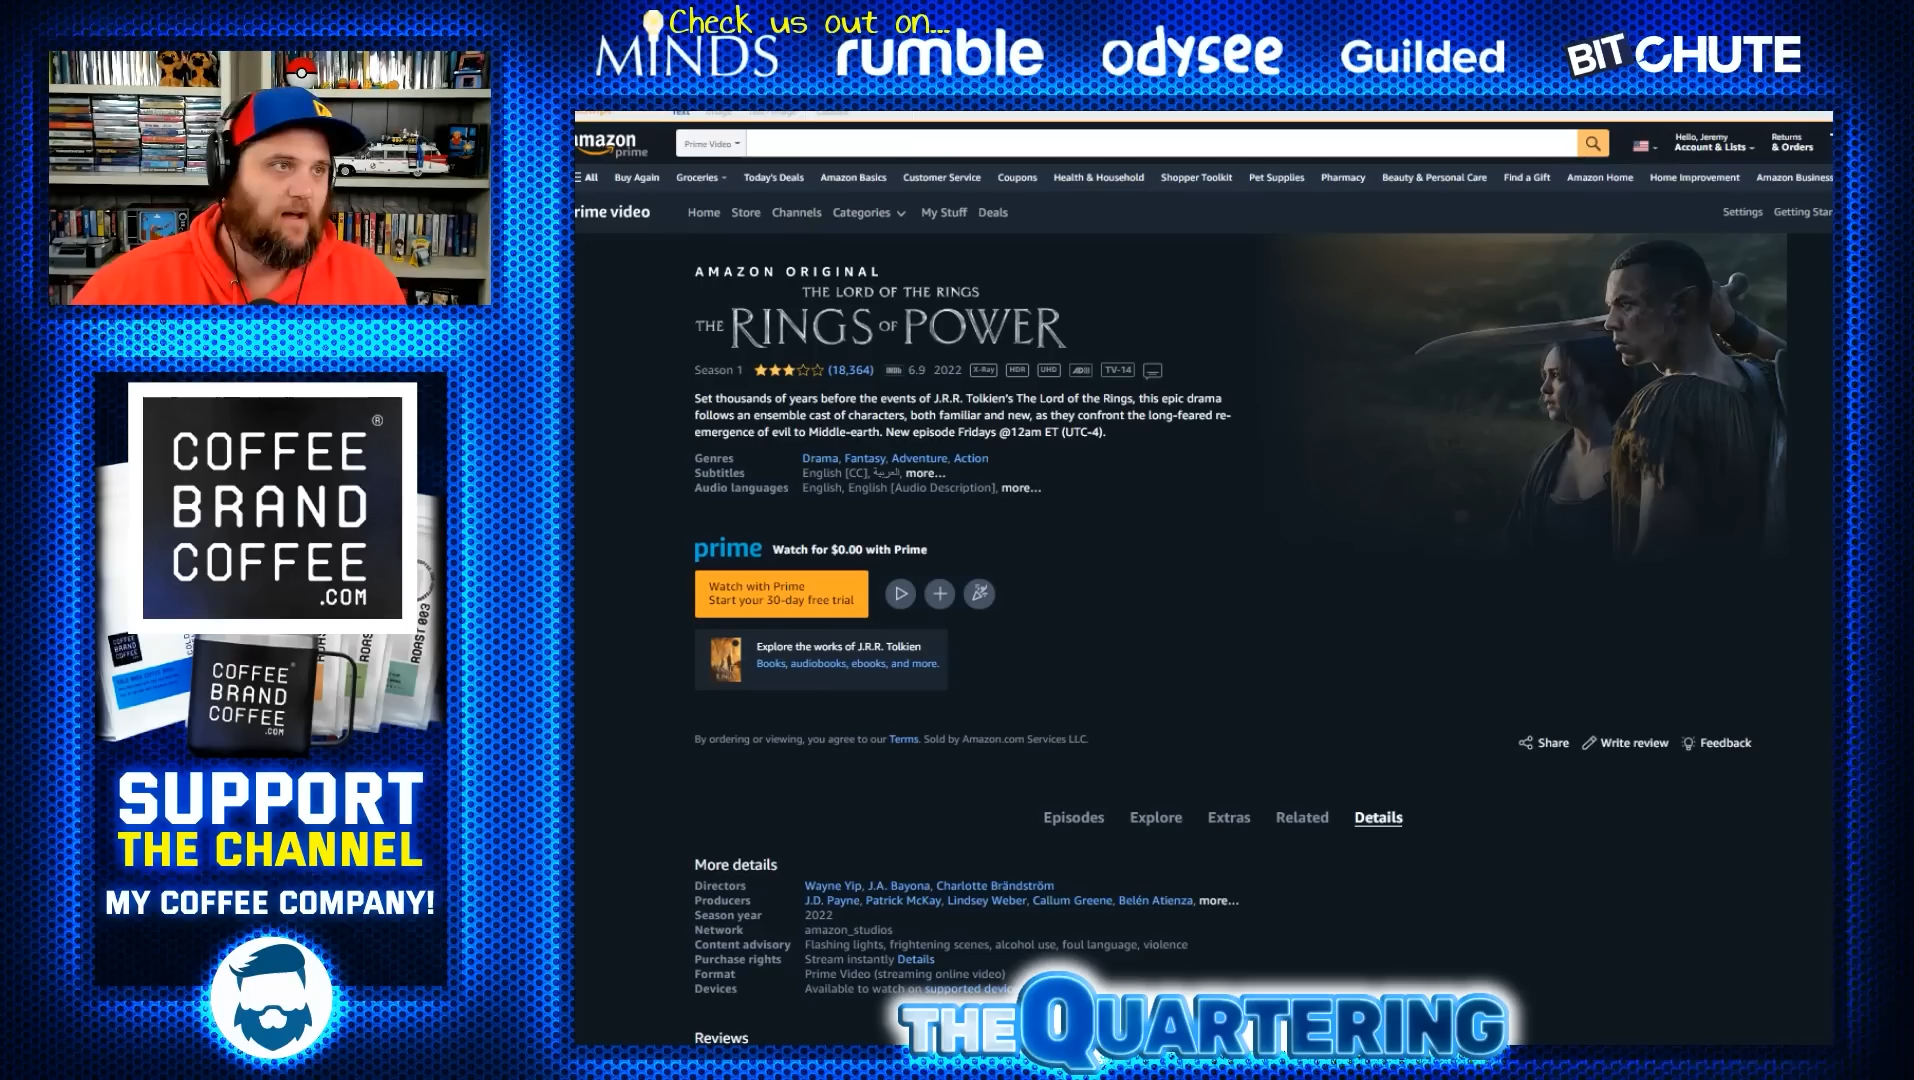 Check us out on...
MINDS
rumble
odysee
Guilded
BITCHUTE
amazon
prime
Prime Video
Hello, Jeremy
Account & Lists
Returns
& Orders
All Buy Again Groceries Today's Deals Amazon Basics Customer Service Coupons Health & Household Shopper Toolkit Pet Supplies Pharmacy Beauty & Personal Care Find a Gift Amazon Home Home Improvement Amazon Business
rime video Home Store Channels Categories My Stuff Deals Settings Getting Star
AMAZON ORIGINAL
THE LORD OF THE RINGS
THE RINGS OF POWER
Season 1 (18,364) IMDb 6.9 2022 X-Ray HDR UHD AD TV-14
Set thousands of years before the events of J.R.R. Tolkien's The Lord of the Rings, this epic drama
follows an ensemble cast of characters, both familiar and new, as they confront the long-feared re-
emergence of evil to Middle-earth. New episode Fridays @12am ET (UTC-4).
Genres Drama, Fantasy, Adventure, Action
Subtitles English [CC], العربية, more...
Audio languages English, English [Audio Description], more...
prime Watch for $0.00 with Prime
Watch with Prime
Start your 30-day free trial
Explore the works of J.R.R. Tolkien
Books, audiobooks, ebooks, and more.
By ordering or viewing, you agree to our Terms. Sold by Amazon.com Services LLC.
Share Write review Feedback
Episodes Explore Extras Related Details
More details
Directors Wayne Yip, J.A. Bayona, Charlotte Brändström
Producers J.D. Payne, Patrick McKay, Lindsey Weber, Callum Greene, Belén Atienza, more...
Season year 2022
Network amazon_studios
Content advisory Flashing lights, frightening scenes, alcohol use, foul language, violence
Purchase rights Stream instantly Details
Format Prime Video (streaming online video)
Devices Available to watch on supported devic
Reviews
THEQUARTERING
COFFEE®
BRAND
COFFEE
.COM
COFFEE®
BRAND
COFFEE
.COM
ROAST 003
SUPPORT
THE CHANNEL
MY COFFEE COMPANY!